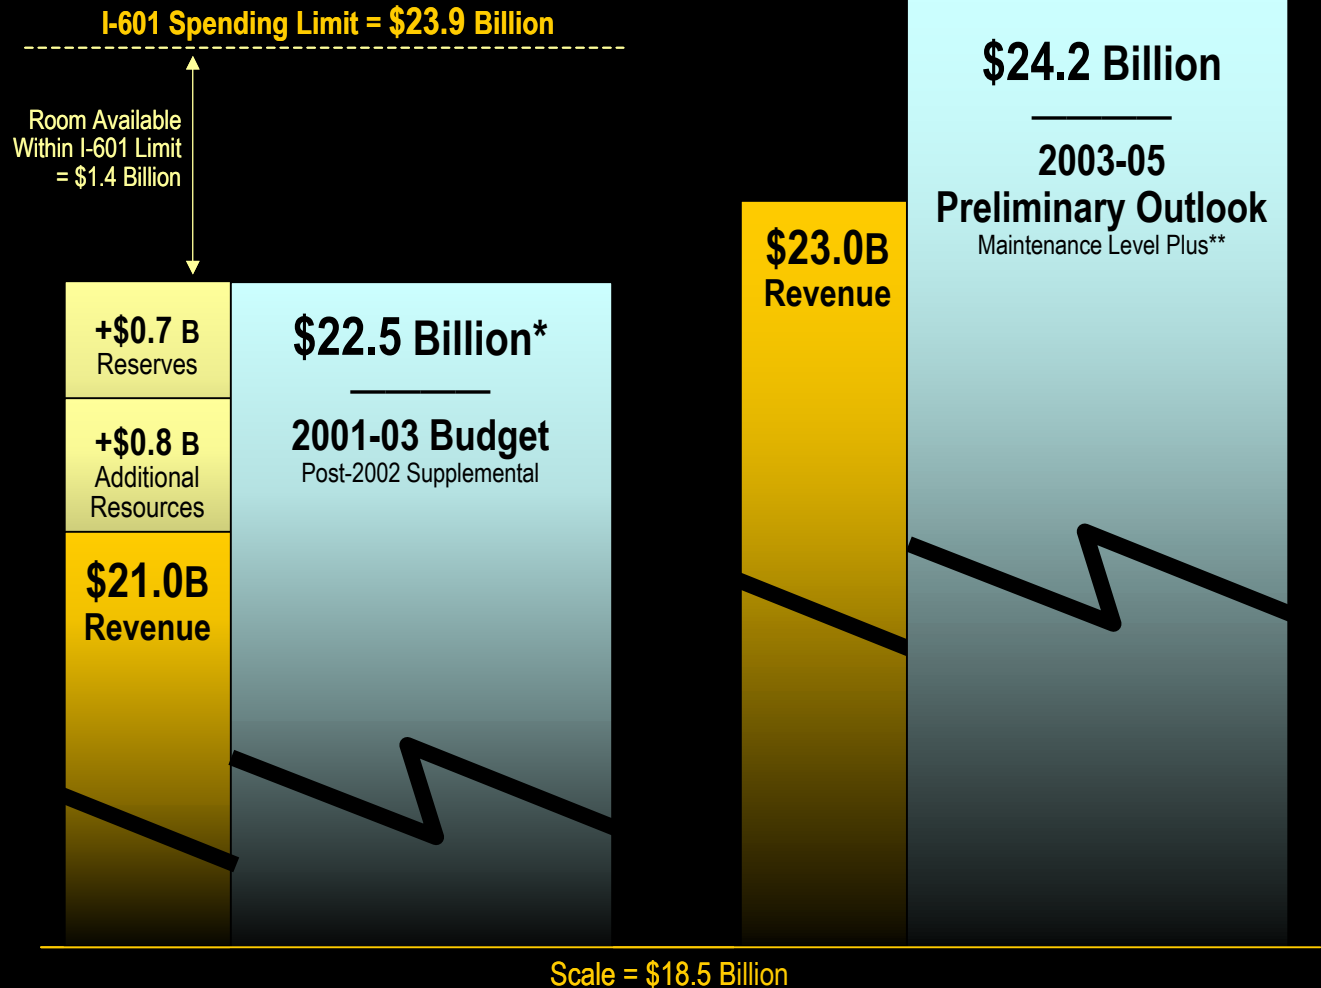 I-601 Spending Limit = $23.9 Billion
Room Available
Within I-601 Limit
= $1.4 Billion
+$0.7 B
Reserves
+$0.8 B
Additional
Resources
$21.0B
Revenue
$22.5 Billion*
2001-03 Budget
Post-2002 Supplemental
$23.0B
Revenue
$24.2 Billion
2003-05
Preliminary Outlook
Maintenance Level Plus**
Scale = $18.5 Billion